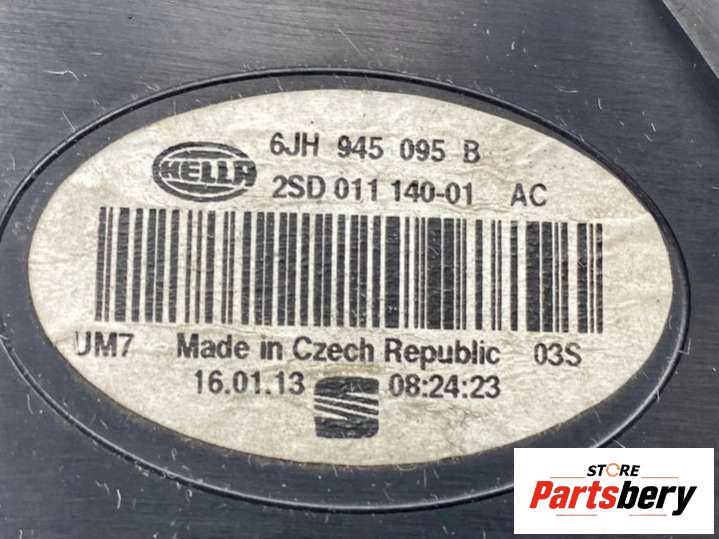 6JH 945 095 B
HELLA
2SD 011 140-01 AC
UM7 Made in Czech Republic 03S
16.01.13 08:24:23
STORE
Partsbery